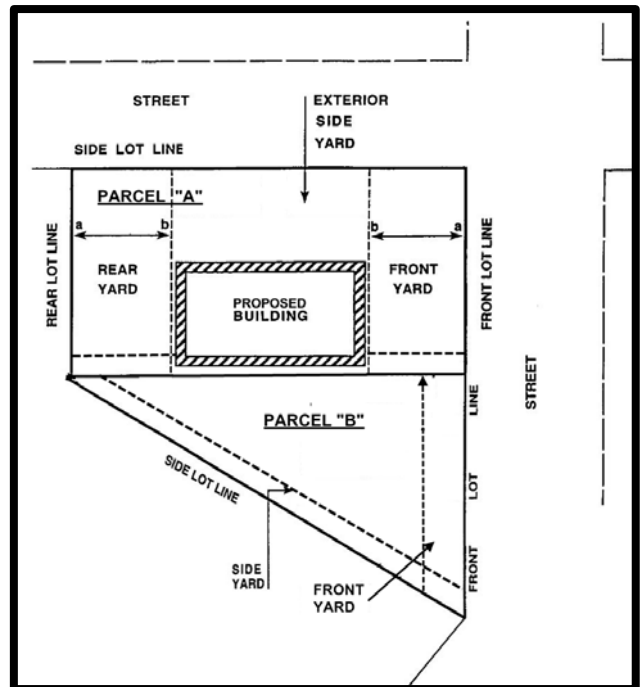 STREET
EXTERIOR
SIDE
YARD
SIDE LOT LINE
PARCEL "A"
a
b
b
a
REAR LOT LINE
REAR
YARD
PROPOSED
BUILDING
FRONT
YARD
FRONT LOT LINE
STREET
PARCEL "B"
SIDE LOT LINE
SIDE
YARD
FRONT
YARD
FRONT LOT LINE